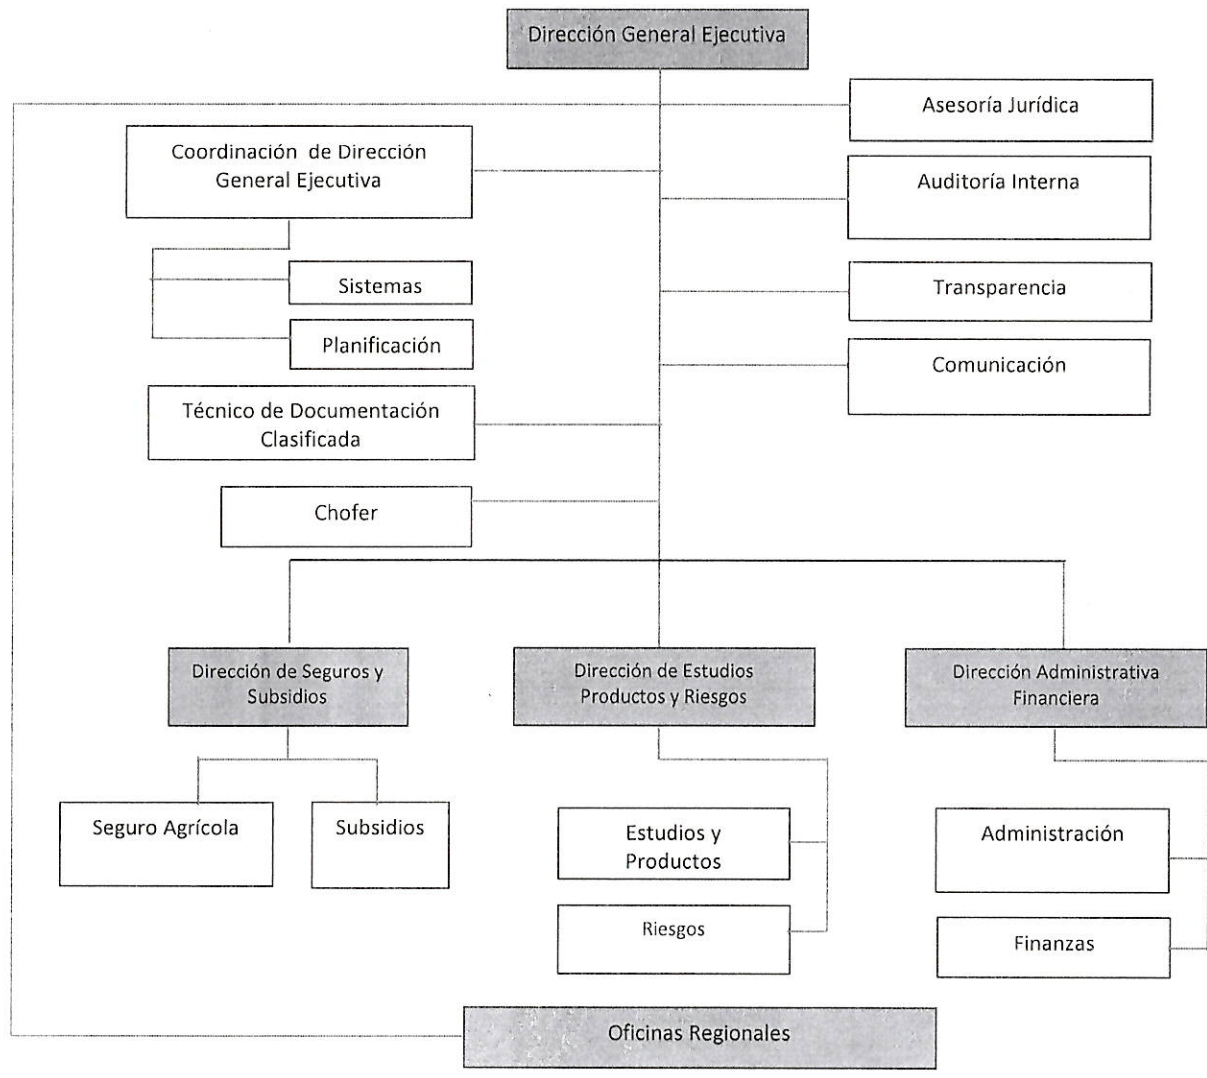 Dirección General Ejecutiva
Asesoría Jurídica
Coordinación de Dirección
General Ejecutiva
Auditoría Interna
Sistemas
Transparencia
Planificación
Comunicación
Técnico de Documentación
Clasificada
Chofer
Dirección de Seguros y
Subsidios
Dirección de Estudios
Productos y Riesgos
Dirección Administrativa
Financiera
Seguro Agrícola
Subsidios
Estudios y
Productos
Administración
Riesgos
Finanzas
Oficinas Regionales